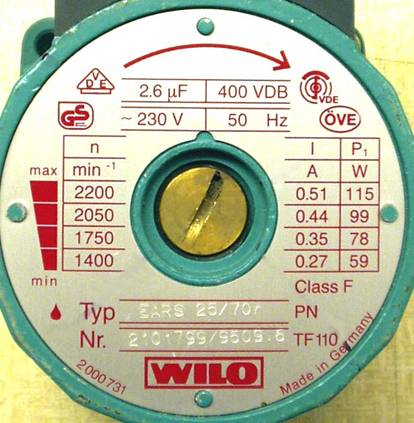 WILO
VDE
2.6 µF 400 VDB
VDE
GS
~ 230 V 50 Hz
ÖVE
n I P₁
max min -1 A W
2200 0.51 115
2050 0.44 99
1750 0.35 78
1400 0.27 59
min Class F
Typ EARS 25/70r PN
Nr. 2101799/9509.6 TF110
2000731 WILO Made in Germany